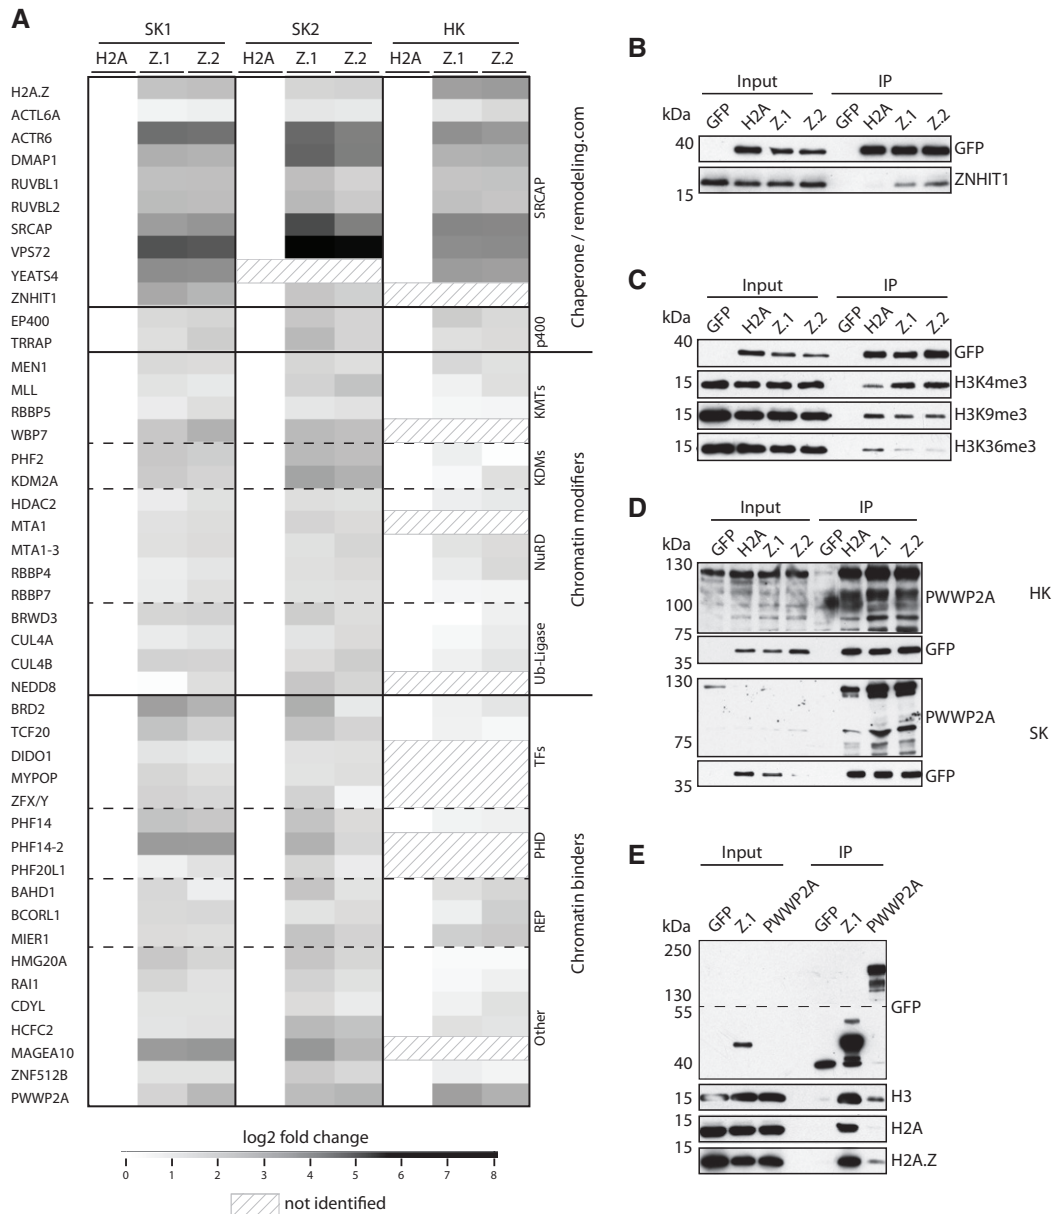 A
SK1 SK2 HK
H2A Z.1 Z.2 H2A Z.1 Z.2 H2A Z.1 Z.2
H2A.Z
ACTL6A
ACTR6
DMAP1
RUVBL1
RUVBL2
SRCAP
VPS72
YEATS4
ZNHIT1
EP400
TRRAP
MEN1
MLL
RBBP5
WBP7
PHF2
KDM2A
HDAC2
MTA1
MTA1-3
RBBP4
RBBP7
BRWD3
CUL4A
CUL4B
NEDD8
BRD2
TCF20
DIDO1
MYPOP
ZFX/Y
PHF14
PHF14-2
PHF20L1
BAHD1
BCORL1
MIER1
HMG20A
RAI1
CDYL
HCFC2
MAGEA10
ZNF512B
PWWP2A
SRCAP
p400
KMTs
KDMs
NuRD
Ub-Ligase
TFs
PHD
REP
Other
Chaperone / remodeling.com
Chromatin modifiers
Chromatin binders
log2 fold change
0 1 2 3 4 5 6 7 8
not identified
B
Input IP
kDa GFP H2A Z.1 Z.2 GFP H2A Z.1 Z.2
40 GFP
ZNHIT1
15
C
Input IP
kDa GFP H2A Z.1 Z.2 GFP H2A Z.1 Z.2
40
GFP
15 H3K4me3
15 H3K9me3
15 H3K36me3
D
Input IP
kDa GFP H2A Z.1 Z.2 GFP H2A Z.1 Z.2
130
PWWP2A HK
100
75
GFP
35
130
PWWP2A
SK
75
GFP
35
E
Input IP
kDa GFP Z.1 PWWP2A GFP Z.1 PWWP2A
250
130
55
GFP
40
15 H3
15
H2A
15
H2A.Z